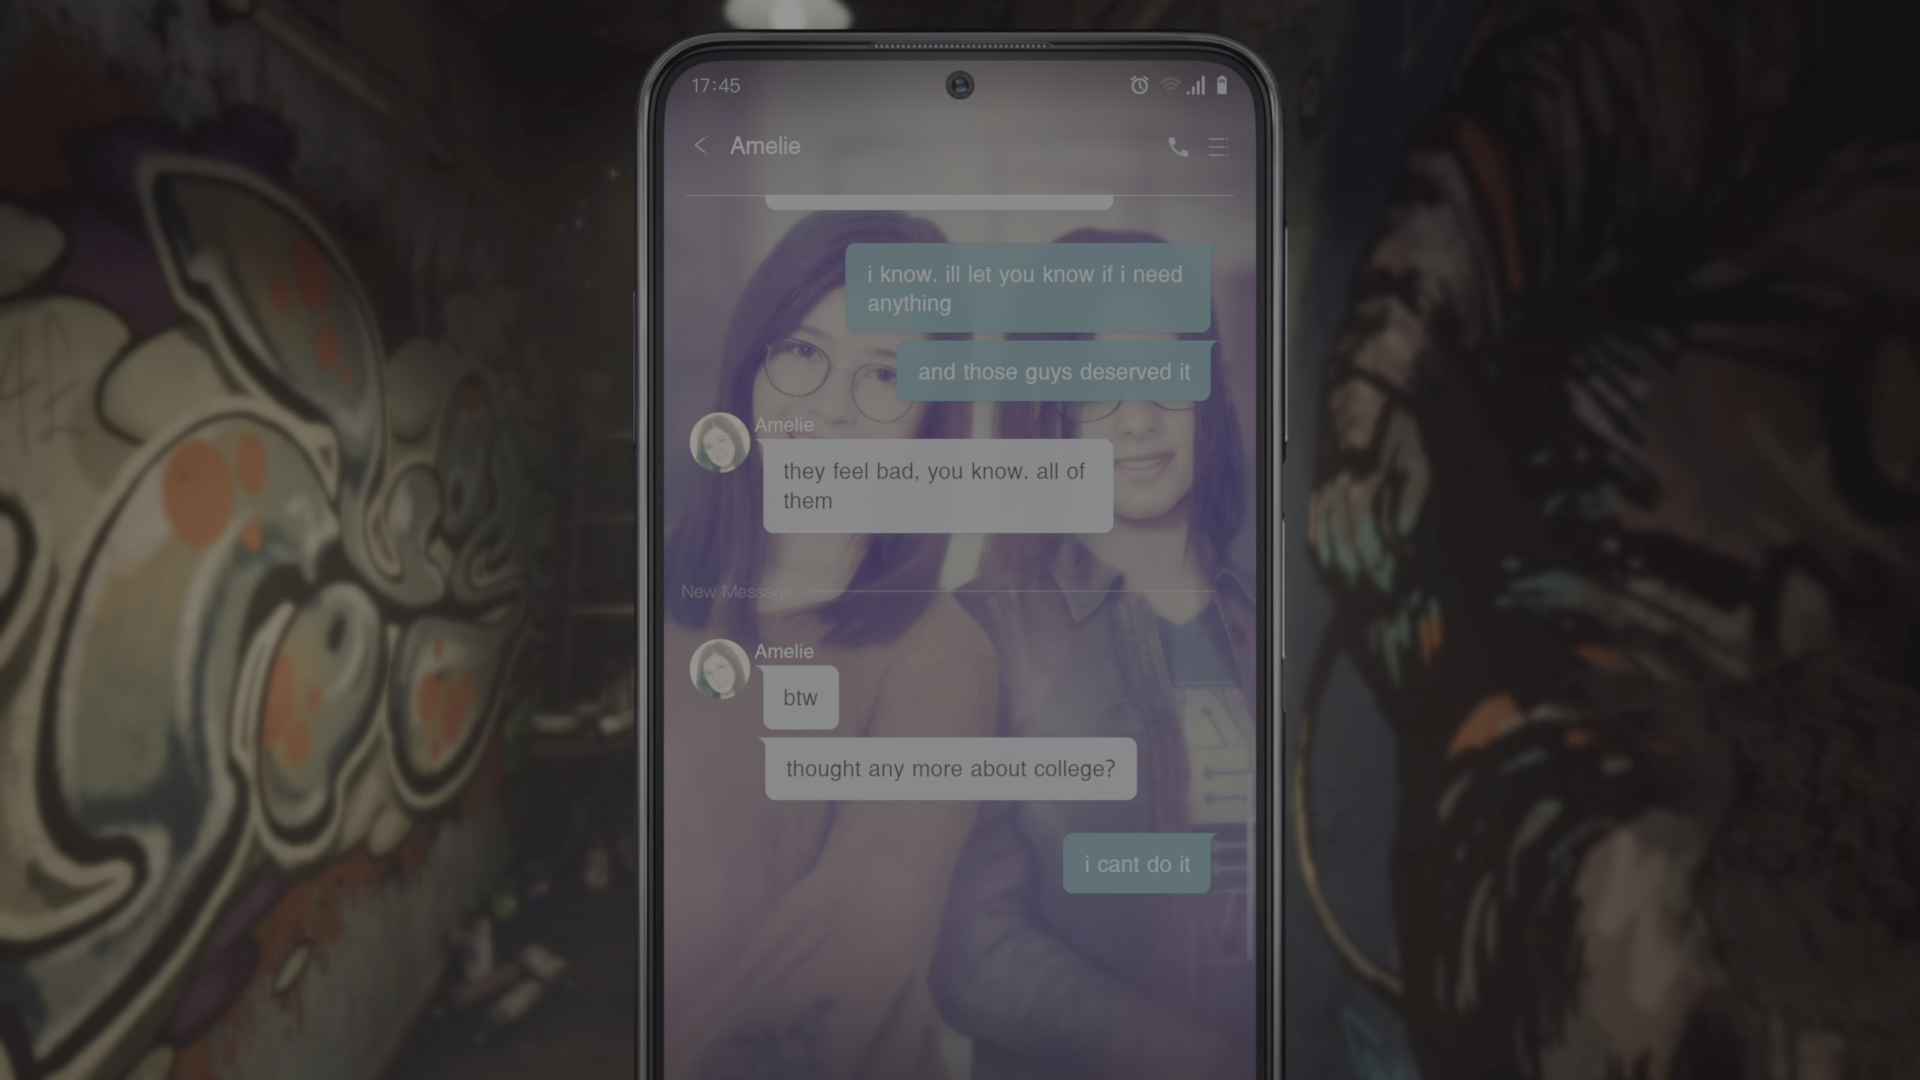 17:45
Amelie
i know. ill let you know if i need
anything
and those guys deserved it
Amelie
they feel bad, you know. all of
them
New Message
Amelie
btw
thought any more about college?
i cant do it